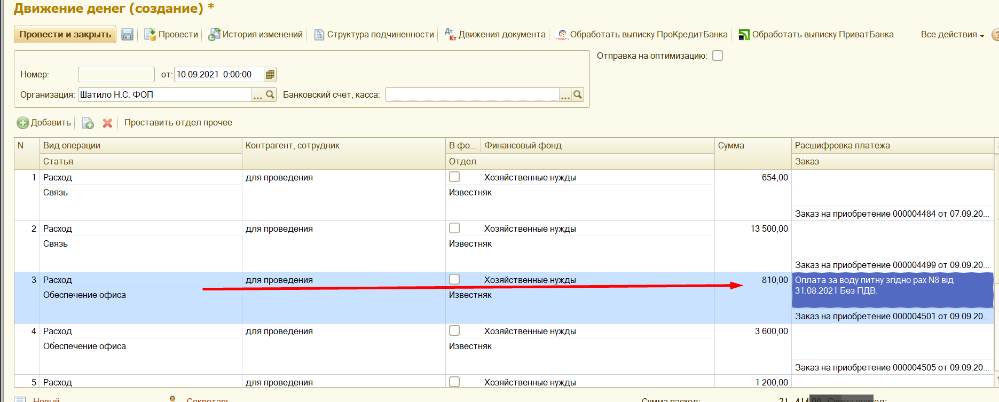 Движение денег (создание) *
Провести и закрыть Провести История изменений Структура подчиненности Дт Кт Движения документа Обработать выписку ПроКредитБанка Обработать выписку ПриватБанка Все действия
Отправка на оптимизацию:
Номер: от: 10.09.2021 0:00:00
Организация: Шатило Н.С. ФОП ... Банковский счет, касса: ...
Добавить Проставить отдел прочее
N Вид операции Контрагент, сотрудник В фо... Финансовый фонд Сумма Расшифровка платежа
Статья Отдел Заказ
1 Расход для проведения Хозяйственные нужды 654,00
Связь Известняк
Заказ на приобретение 000004484 от 07.09.20...
2 Расход для проведения Хозяйственные нужды 13 500,00
Связь Известняк
Заказ на приобретение 000004499 от 09.09.20...
3 Расход для проведения Хозяйственные нужды 810,00 Оплата за воду питну згідно рах N8 від
31.08.2021 Без ПДВ.
Обеспечение офиса Известняк
Заказ на приобретение 000004501 от 09.09.20...
4 Расход для проведения Хозяйственные нужды 3 600,00
Обеспечение офиса Известняк
Заказ на приобретение 000004505 от 09.09.20...
5 Расход для проведения Хозяйственные нужды 1 200,00
Новый Секретарь Сумма расход: 21 414,00 Сумма приход: